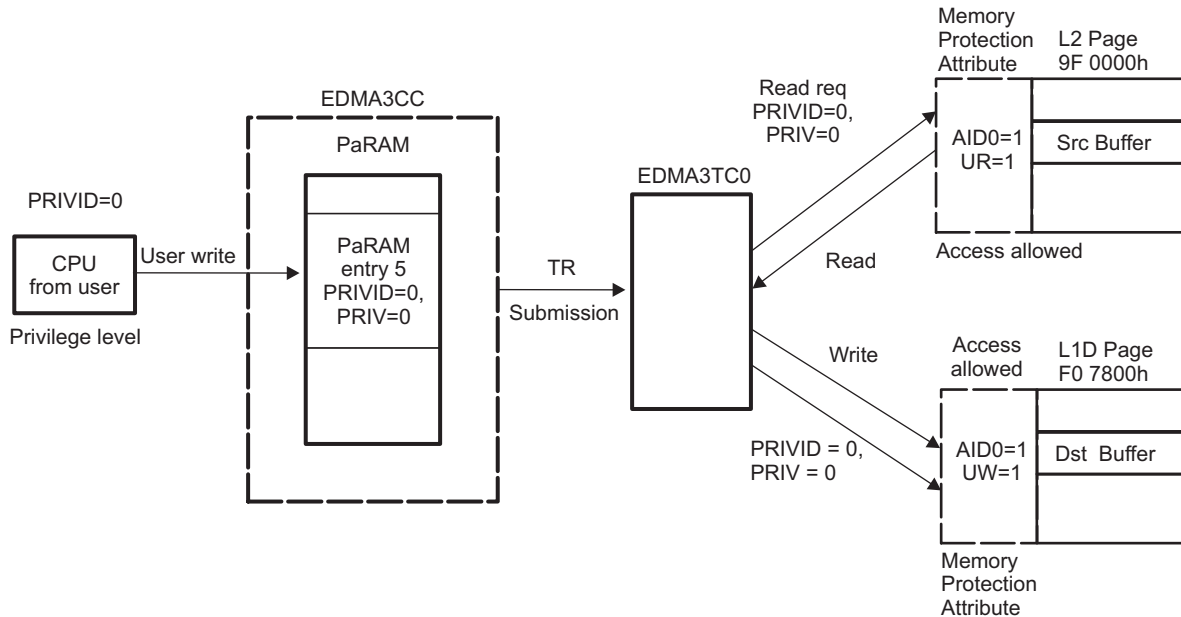 PRIVID=0
CPU
from user
Privilege level
User write
EDMA3CC
PaRAM
PaRAM
entry 5
PRIVID=0,
PRIV=0
TR
Submission
EDMA3TC0
Read req
PRIVID=0,
PRIV=0
Read
Memory
Protection
Attribute
L2 Page
9F 0000h
AID0=1
UR=1
Src Buffer
Access allowed
Write
PRIVID = 0,
PRIV = 0
Access
allowed
L1D Page
F0 7800h
AID0=1
UW=1
Dst Buffer
Memory
Protection
Attribute